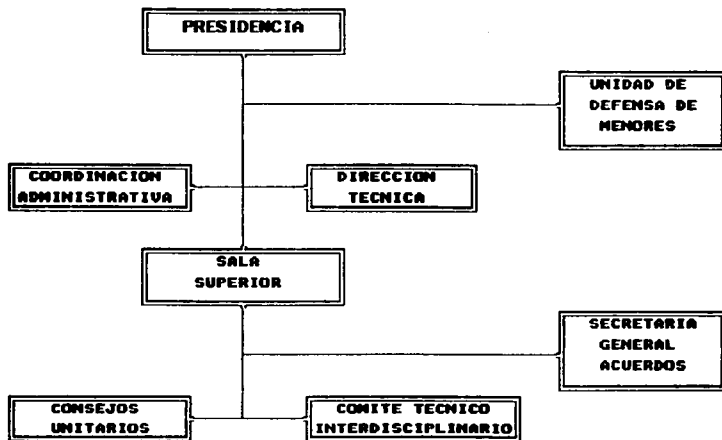 PRESIDENCIA
UNIDAD DE
DEFENSA DE
MENORES
COORDINACION
ADMINISTRATIVA
DIRECCION
TECNICA
SALA
SUPERIOR
SECRETARIA
GENERAL
ACUERDOS
CONSEJOS
UNITARIOS
COMITE TECNICO
INTERDISCIPLINARIO